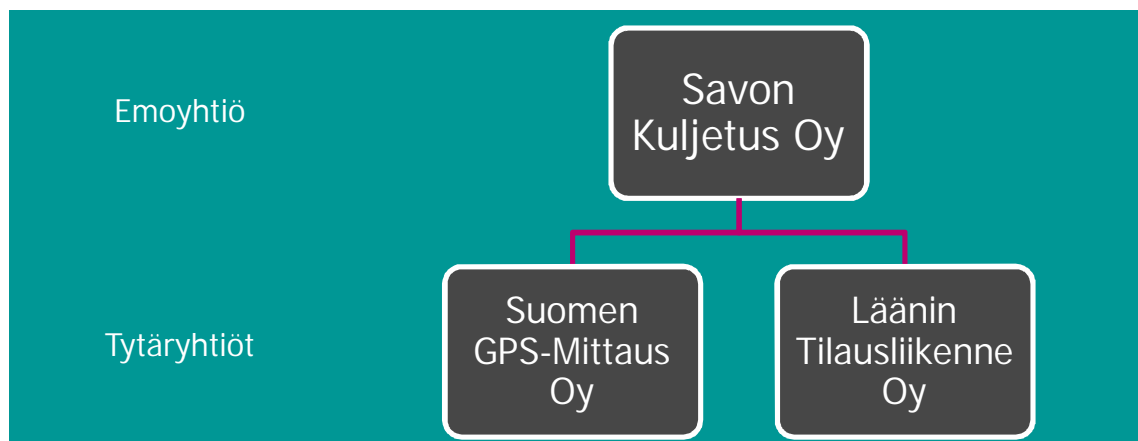 Emoyhtiö
Savon
Kuljetus Oy
Tytäryhtiöt
Suomen
GPS-Mittaus
Oy
Läänin
Tilausliikenne
Oy